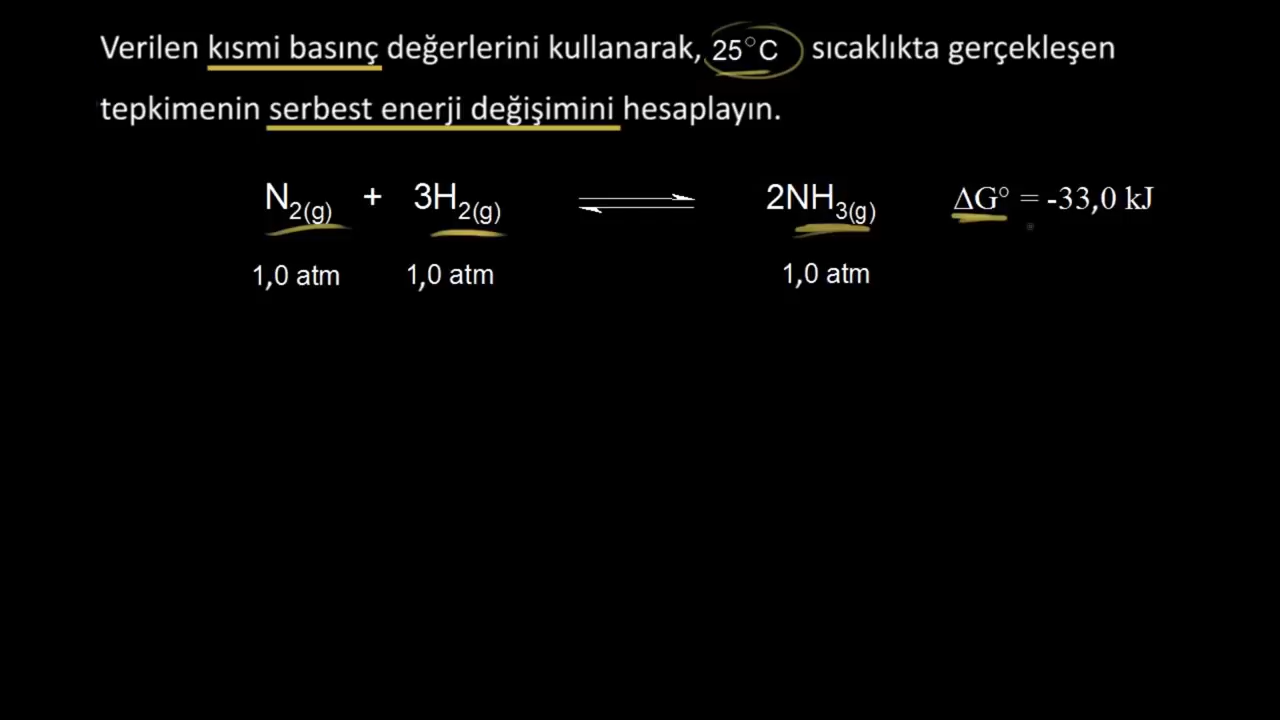 Verilen kısmi basınç değerlerini kullanarak, 25°C sıcaklıkta gerçekleşen
tepkimenin serbest enerji değişimini hesaplayın.
N2(g) + 3H2(g) ⇌ 2NH3(g) ΔG° = -33,0 kJ
1,0 atm 1,0 atm 1,0 atm